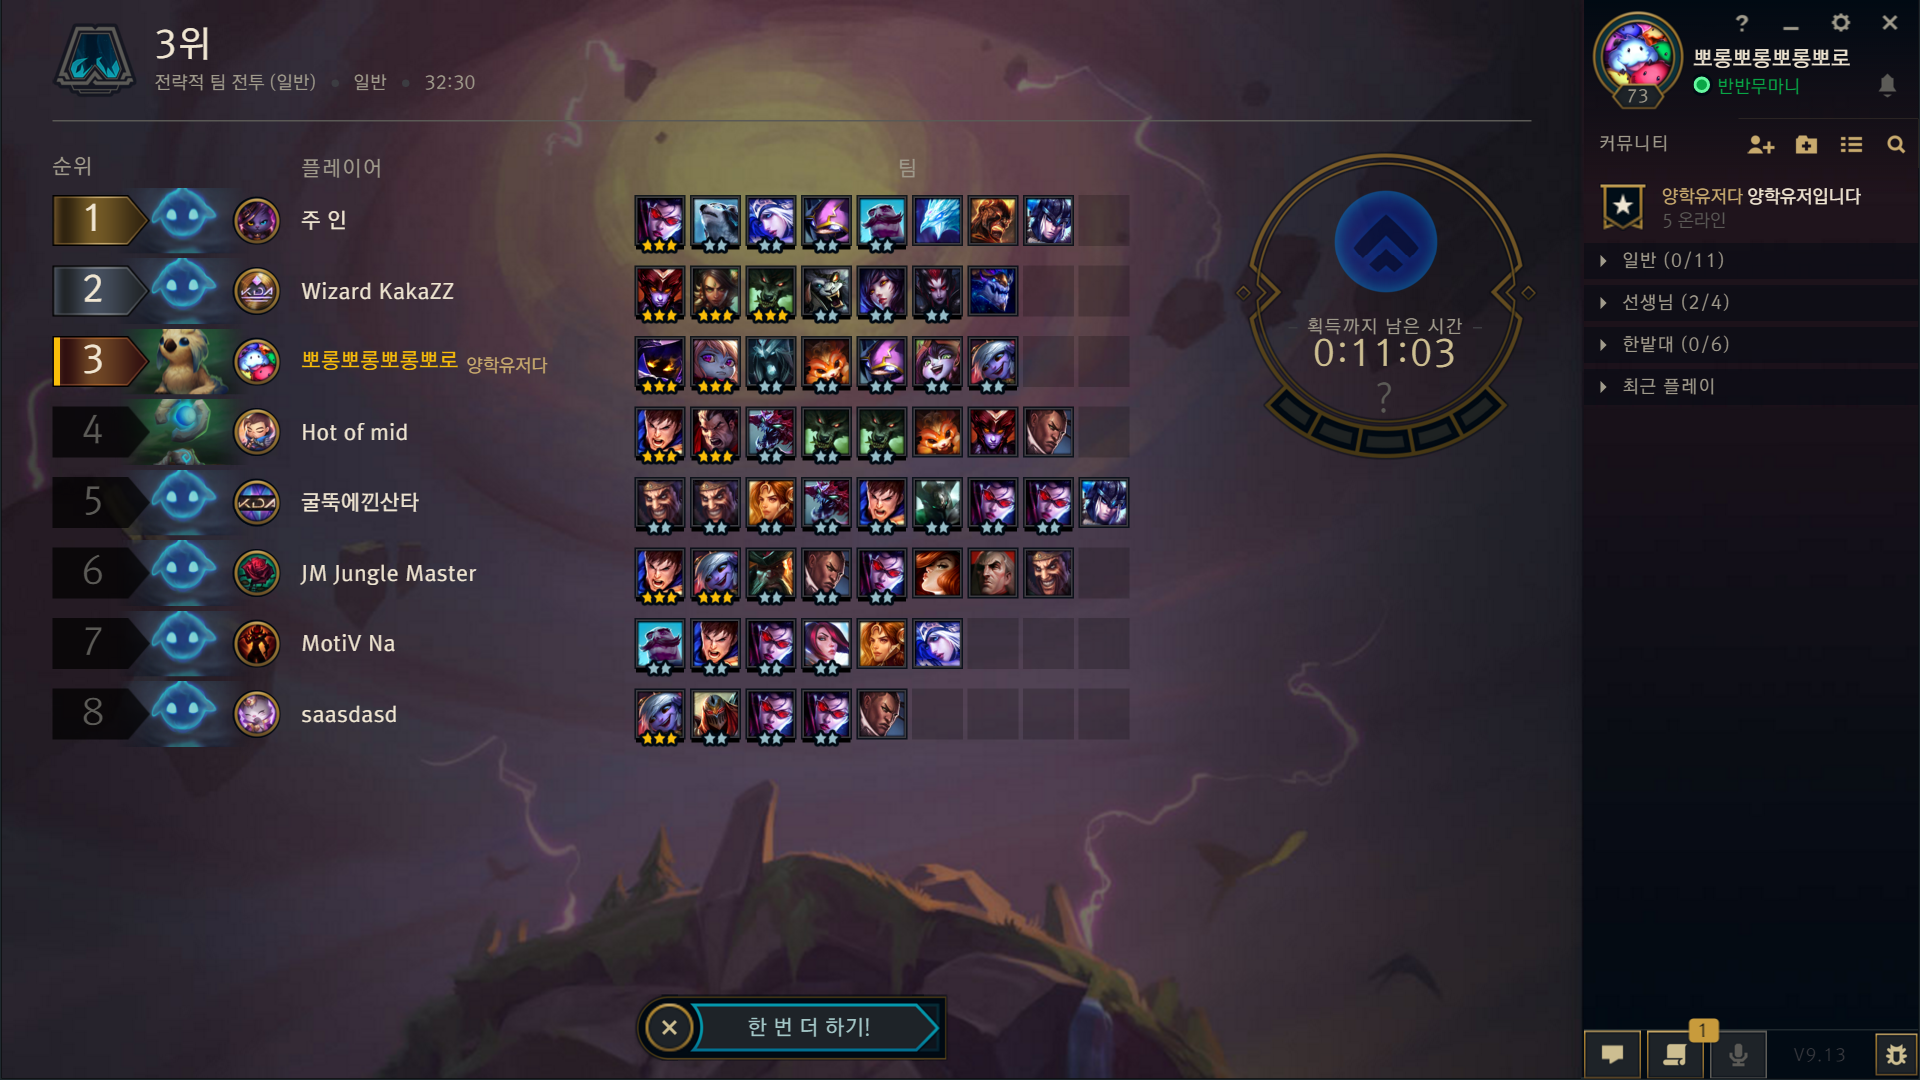 3위
전략적 팀 전투 (일반) • 일반 • 32:30
순위 플레이어 팀
1 주 인
2 Wizard KakaZZ
3 뽀롱뽀롱뽀롱뽀로 양학유저다
4 Hot of mid
5 굴뚝에낀산타
6 JM Jungle Master
7 MotiV Na
8 saasdasd
획득까지 남은 시간
0:11:03
?
한 번 더 하기!
?
뽀롱뽀롱뽀롱뽀로
반반무마니
73
커뮤니티
양학유저다 양학유저입니다
5 온라인
일반 (0/11)
선생님 (2/4)
한밭대 (0/6)
최근 플레이
1
V9.13